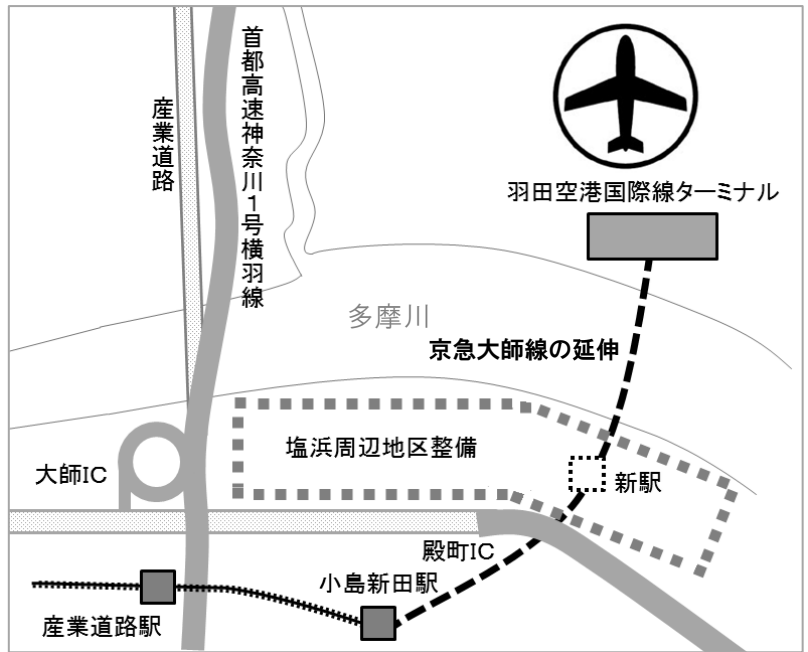 首都高速神奈川1号横羽線
産業道路
羽田空港国際線ターミナル
多摩川
京急大師線の延伸
塩浜周辺地区整備
大師IC
新駅
殿町IC
小島新田駅
産業道路駅